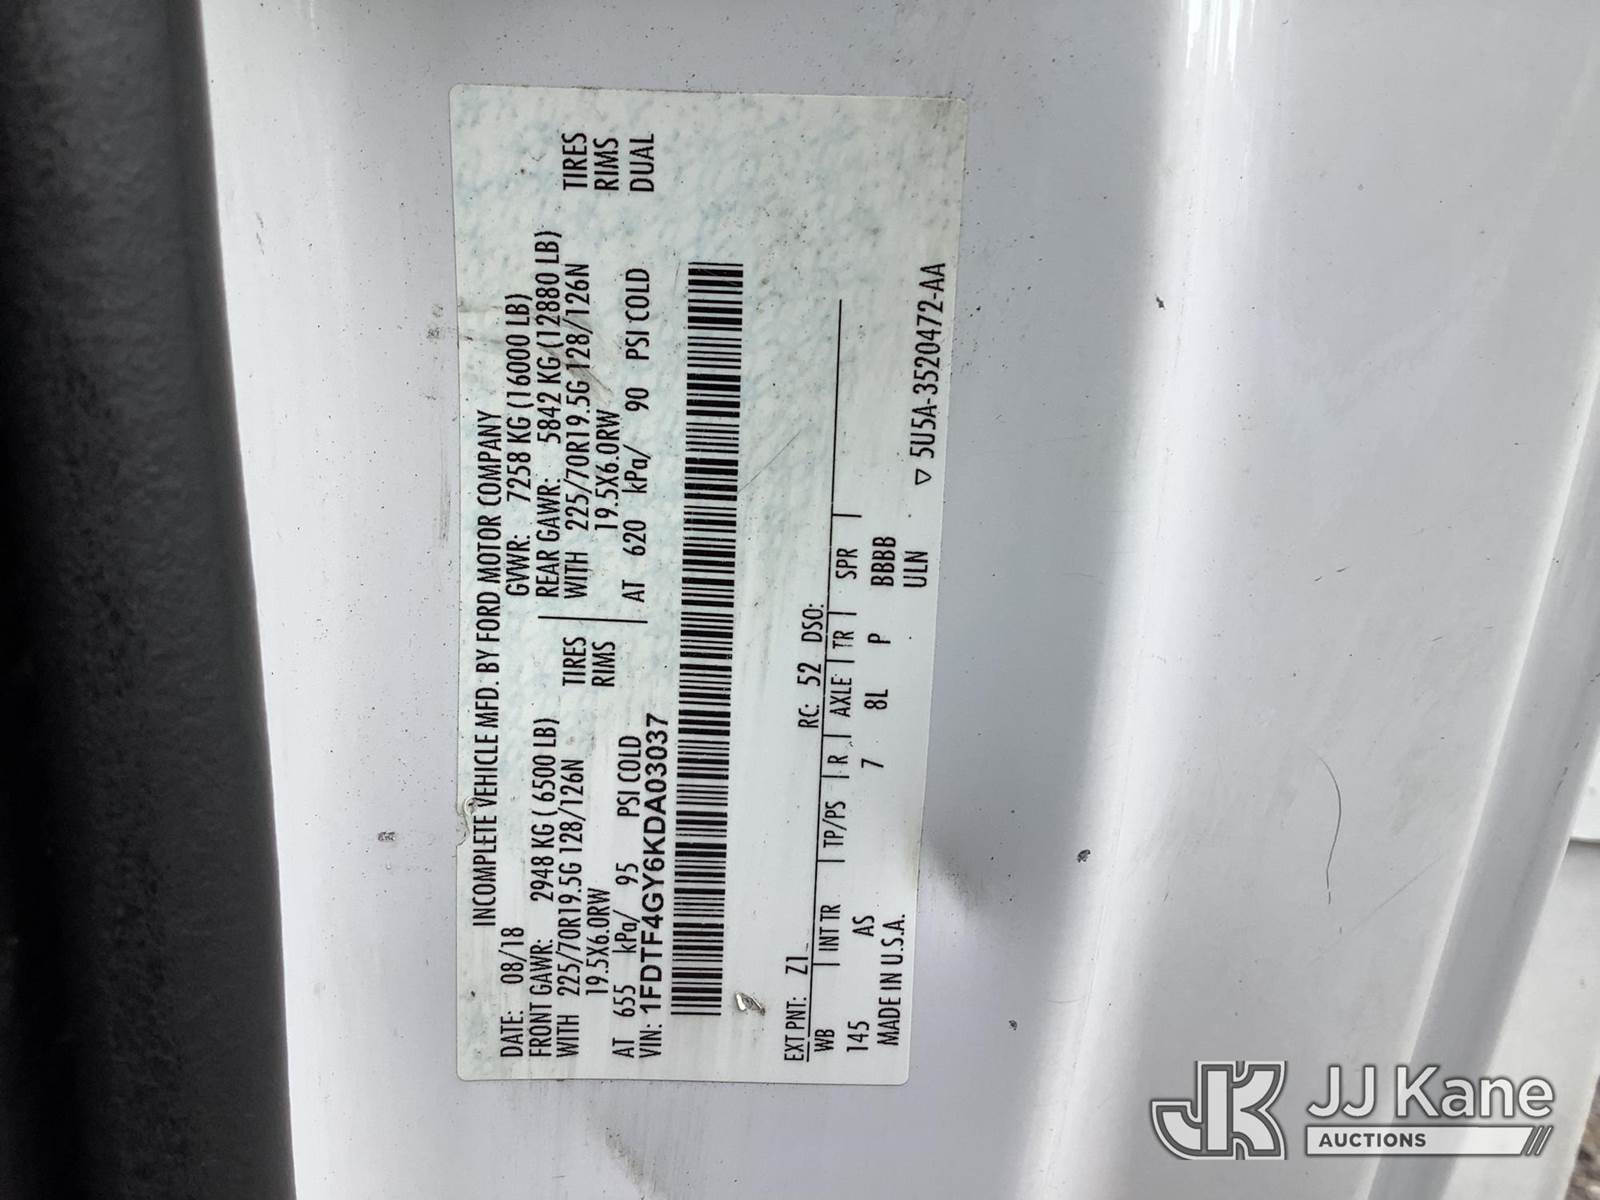 INCOMPLETE VEHICLE MFD. BY FORD MOTOR COMPANY
DATE: 08/18 GVWR: 7258 KG (16000 LB)
FRONT GAWR: 2948 KG ( 6500 LB) REAR GAWR: 5842 KG (12880 LB)
WITH 225/70R19.5G 128/126N TIRES WITH 225/70R19.5G 128/126N TIRES
19.5X6.0RW RIMS 19.5X6.0RW RIMS
AT 655 kPa/ 95 PSI COLD AT 620 kPa/ 90 PSI COLD DUAL
VIN: 1FDTF4GY6KDA03037
EXT PNT: Z1 RC: 52 DSO:
WB INT TR TP/PS R AXLE TR SPR
145 AS 7 8L P BBBB
MADE IN U.S.A. ULN ▽ 5U5A-3520472-AA
JK JJ Kane
AUCTIONS